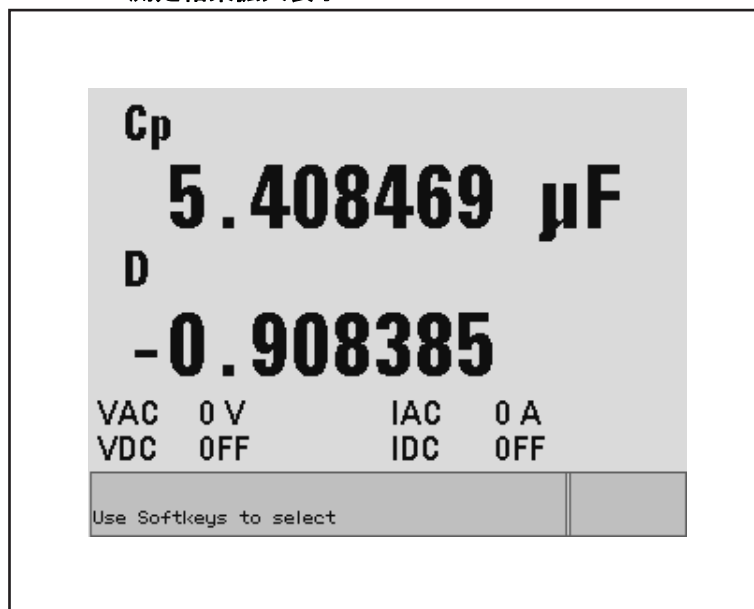 Cp
5.408469 µF
D
-0.908385
VAC 0 V IAC 0 A
VDC OFF IDC OFF
Use Softkeys to select